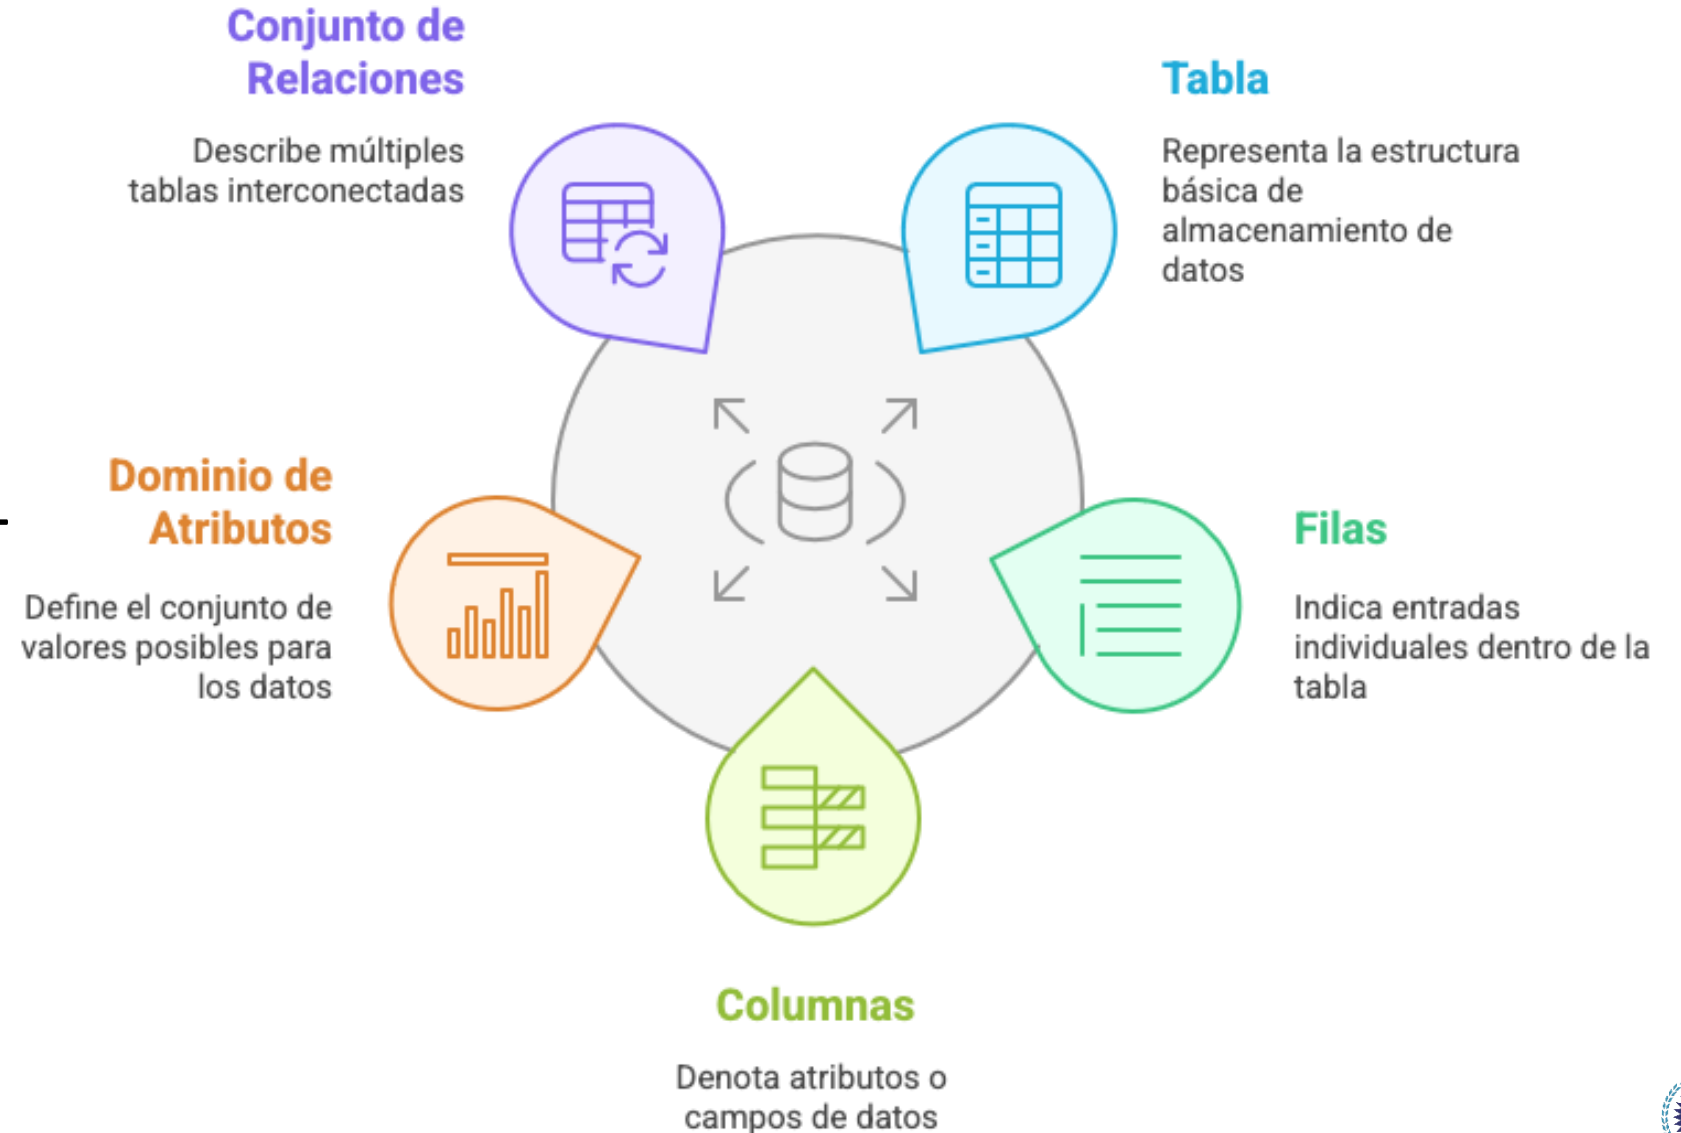 Conjunto de
Relaciones
Describe múltiples
tablas interconectadas
Tabla
Representa la estructura
básica de
almacenamiento de
datos
Dominio de
Atributos
Define el conjunto de
valores posibles para
los datos
Filas
Indica entradas
individuales dentro de la
tabla
Columnas
Denota atributos o
campos de datos